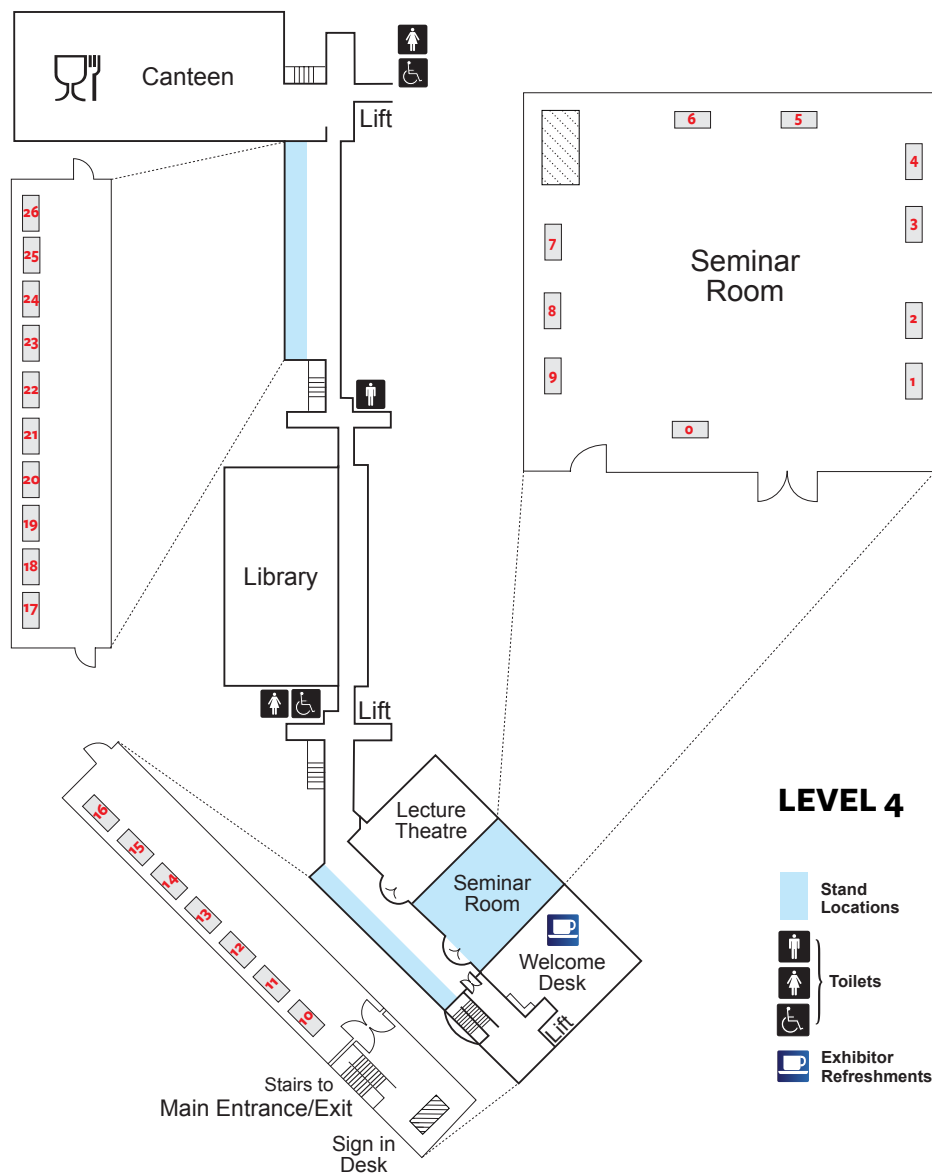 Canteen
Lift
6
5
4
3
7
Seminar
Room
8
2
9
1
0
26
25
24
23
22
21
20
19
18
17
Library
Lift
Lecture
Theatre
Seminar
Room
Welcome
Desk
Lift
16
15
14
13
12
11
10
Stairs to
Main Entrance/Exit
Sign in
Desk
LEVEL 4
Stand
Locations
Toilets
Exhibitor
Refreshments